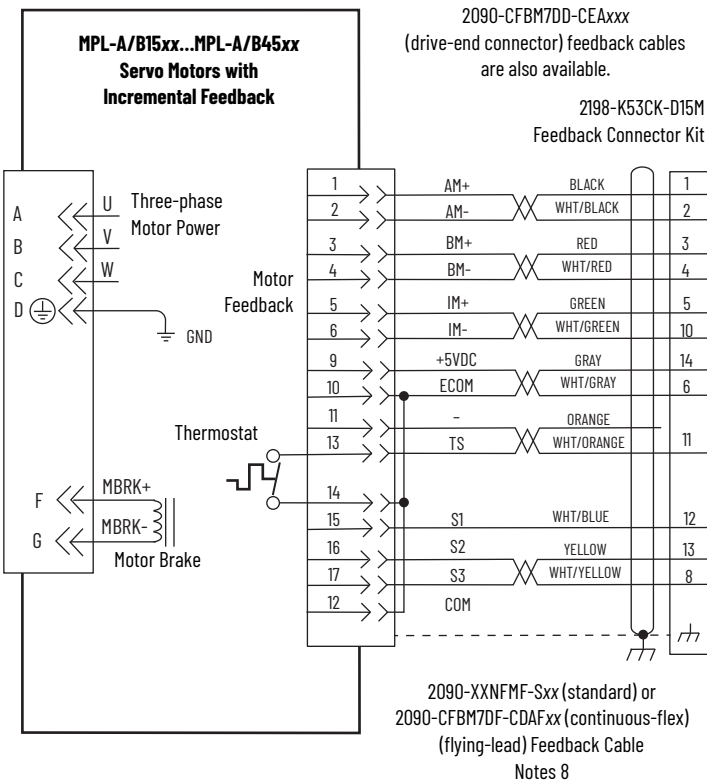 2090-CFBM7DD-CEAxxx
(drive-end connector) feedback cables
are also available.
MPL-A/B15xx...MPL-A/B45xx
Servo Motors with
Incremental Feedback
2198-K53CK-D15M
Feedback Connector Kit
A
B
C
D
U
V
W
Three-phase
Motor Power
GND
Motor
Feedback
Thermostat
F
G
MBRK+
MBRK-
Motor Brake
1 AM+ BLACK 1
2 AM- WHT/BLACK 2
3 BM+ RED 3
4 BM- WHT/RED 4
5 IM+ GREEN 5
6 IM- WHT/GREEN 10
9 +5VDC GRAY 14
10 ECOM WHT/GRAY 6
11 - ORANGE
13 TS WHT/ORANGE 11
14
15 S1 WHT/BLUE 12
16 S2 YELLOW 13
17 S3 WHT/YELLOW 8
12 COM
2090-XXNFMF-Sxx (standard) or
2090-CFBM7DF-CDAFxx (continuous-flex)
(flying-lead) Feedback Cable
Notes 8